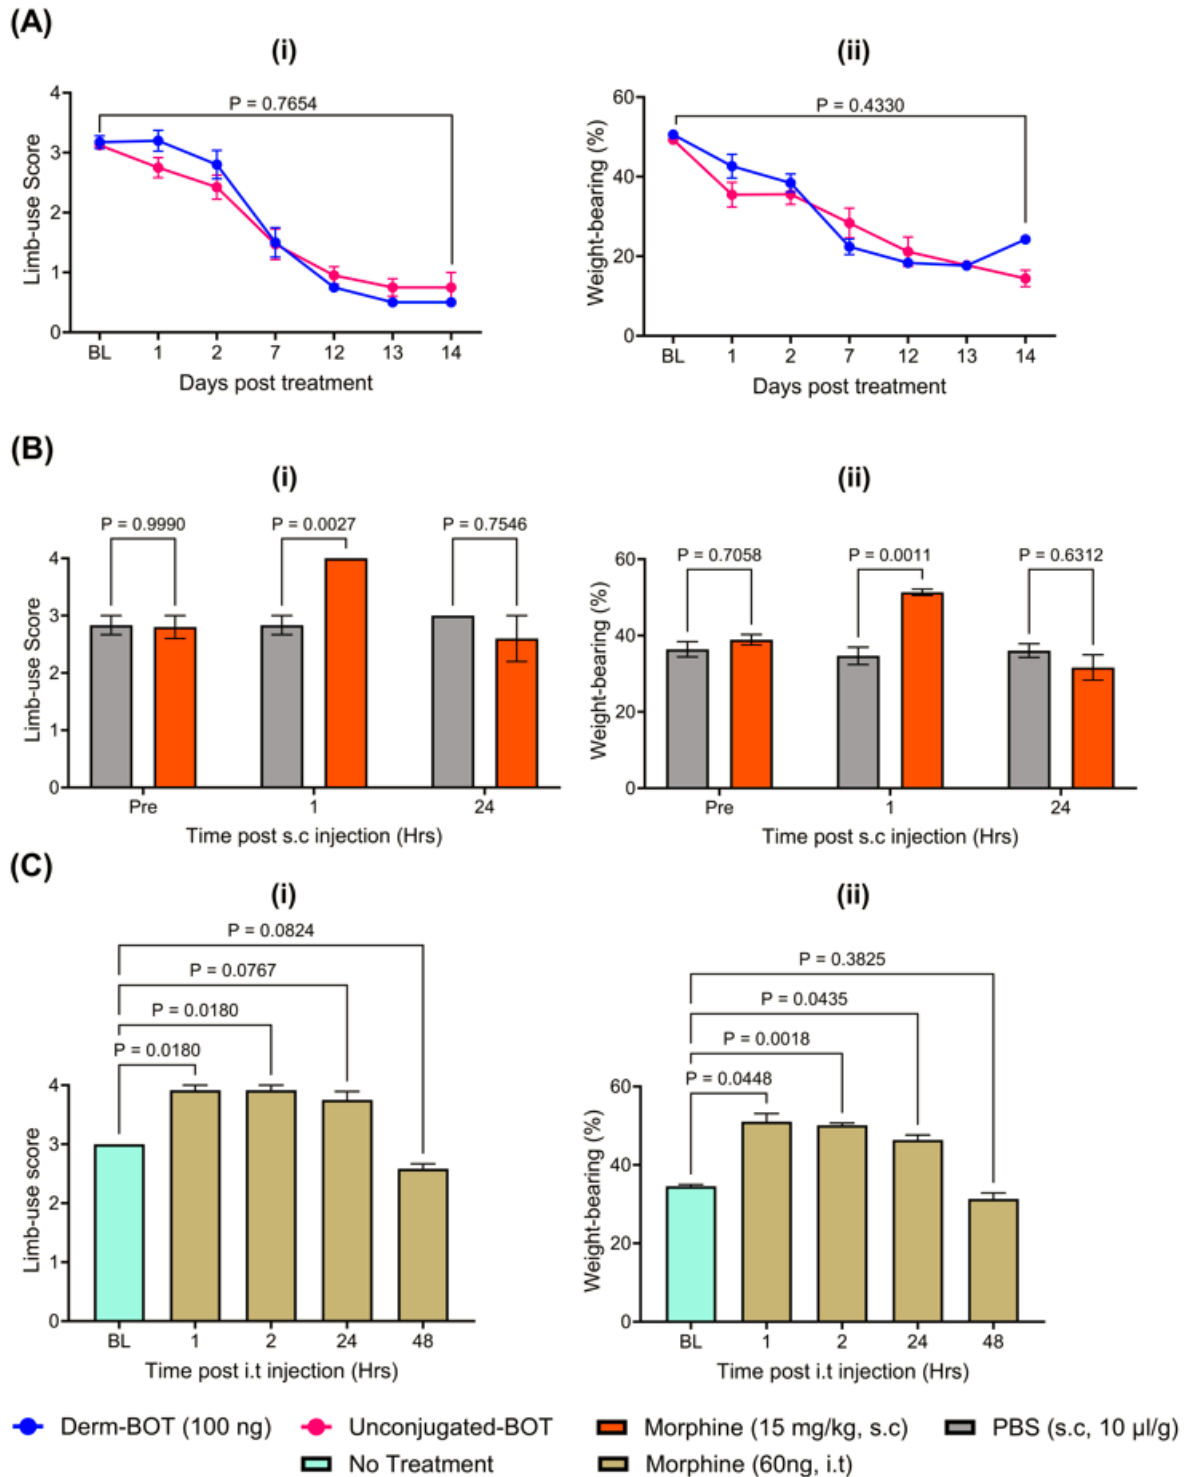 (A)
(i)
(ii)
P = 0.7654
Limb-use Score
4
3
2
1
0
BL 1 2 7 12 13 14
Days post treatment
P = 0.4330
Weight-bearing (%)
60
40
20
0
BL 1 2 7 12 13 14
Days post treatment
(B)
(i)
(ii)
P = 0.9990 P = 0.0027 P = 0.7546
Limb-use Score
4
3
2
1
0
Pre 1 24
Time post s.c injection (Hrs)
P = 0.7058 P = 0.0011 P = 0.6312
Weight-bearing (%)
60
40
20
0
Pre 1 24
Time post s.c injection (Hrs)
(C)
(i)
(ii)
P = 0.0824
P = 0.0767
P = 0.0180
P = 0.0180
Limb-use score
4
3
2
1
0
BL 1 2 24 48
Time post i.t injection (Hrs)
P = 0.3825
P = 0.0435
P = 0.0018
P = 0.0448
Weight-bearing (%)
60
40
20
0
BL 1 2 24 48
Time post i.t injection (Hrs)
Derm-BOT (100 ng) Unconjugated-BOT Morphine (15 mg/kg, s.c) PBS (s.c, 10 µl/g)
No Treatment Morphine (60ng, i.t)